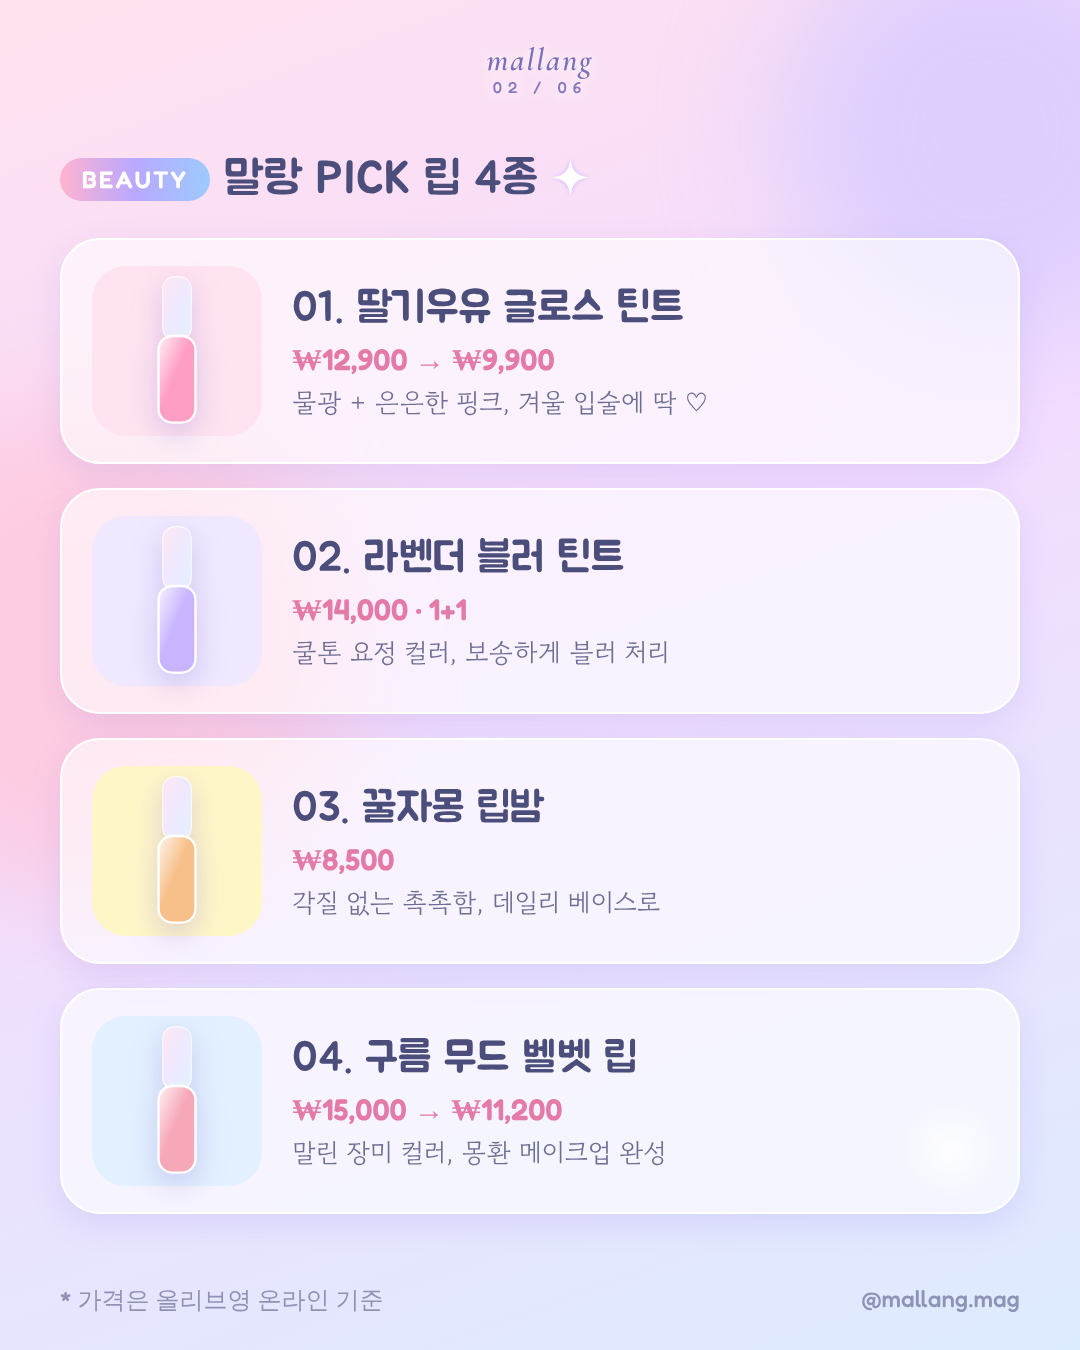 mallang
02 / 06
BEAUTY 말랑 PICK 립 4종 ✦
01. 딸기우유 글로스 틴트
₩12,900 → ₩9,900
물광 + 은은한 핑크, 겨울 입술에 딱 ♡
02. 라벤더 블러 틴트
₩14,000 · 1+1
쿨톤 요정 컬러, 보송하게 블러 처리
03. 꿀자몽 립밤
₩8,500
각질 없는 촉촉함, 데일리 베이스로
04. 구름 무드 벨벳 립
₩15,000 → ₩11,200
말린 장미 컬러, 몽환 메이크업 완성
* 가격은 올리브영 온라인 기준
@mallang.mag